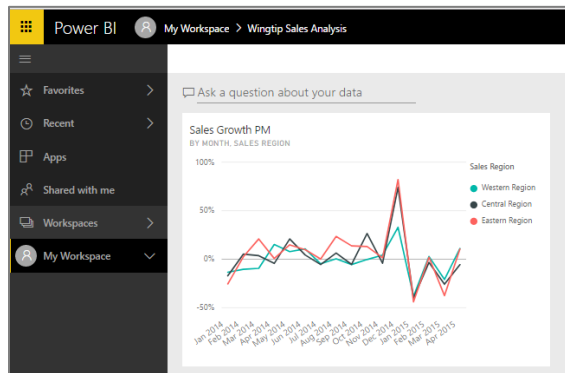 Power BI
My Workspace > Wingtip Sales Analysis
Favorites
Recent
Apps
Shared with me
Workspaces
My Workspace
Ask a question about your data
Sales Growth PM
BY MONTH, SALES REGION
100%
50%
0%
-50%
Jan 2014
Feb 2014
Mar 2014
Apr 2014
May 2014
Jun 2014
Jul 2014
Aug 2014
Sep 2014
Oct 2014
Nov 2014
Dec 2014
Jan 2015
Feb 2015
Mar 2015
Apr 2015
Sales Region
Western Region
Central Region
Eastern Region